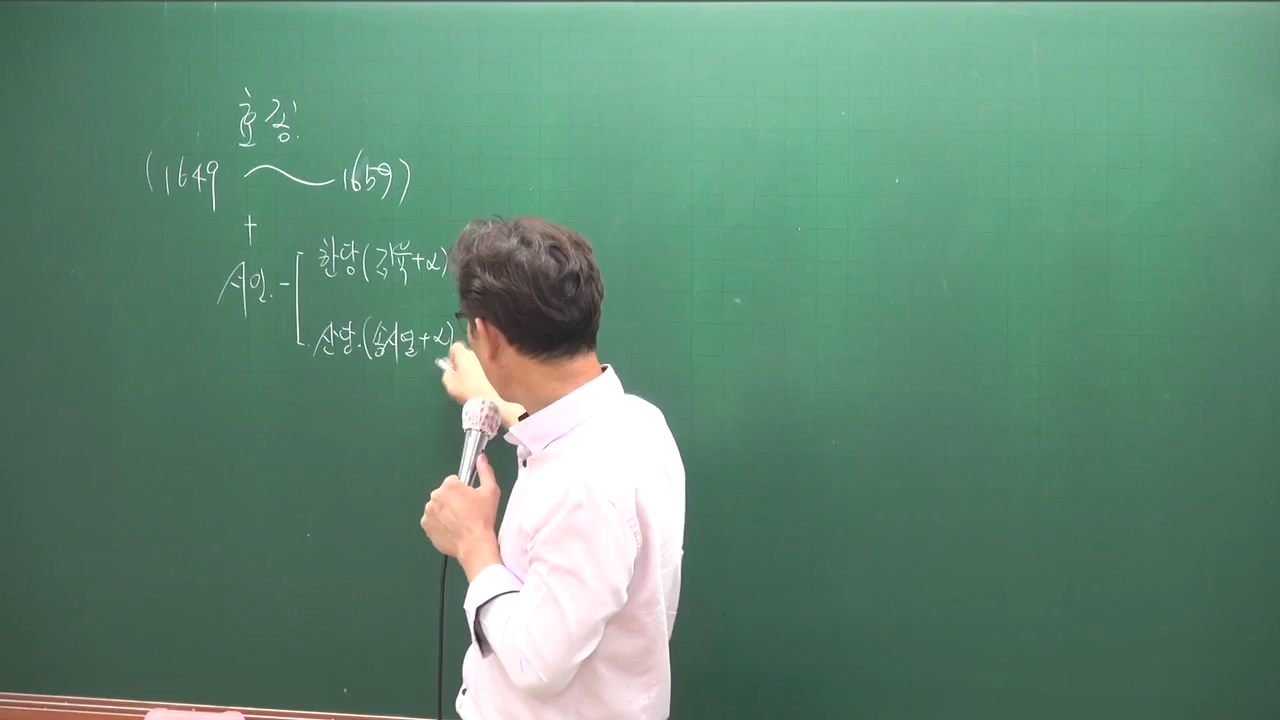 효종.
(1649 ~ 1659)
+
서인. - 한당(김육+α)
산당.(송시열+α)